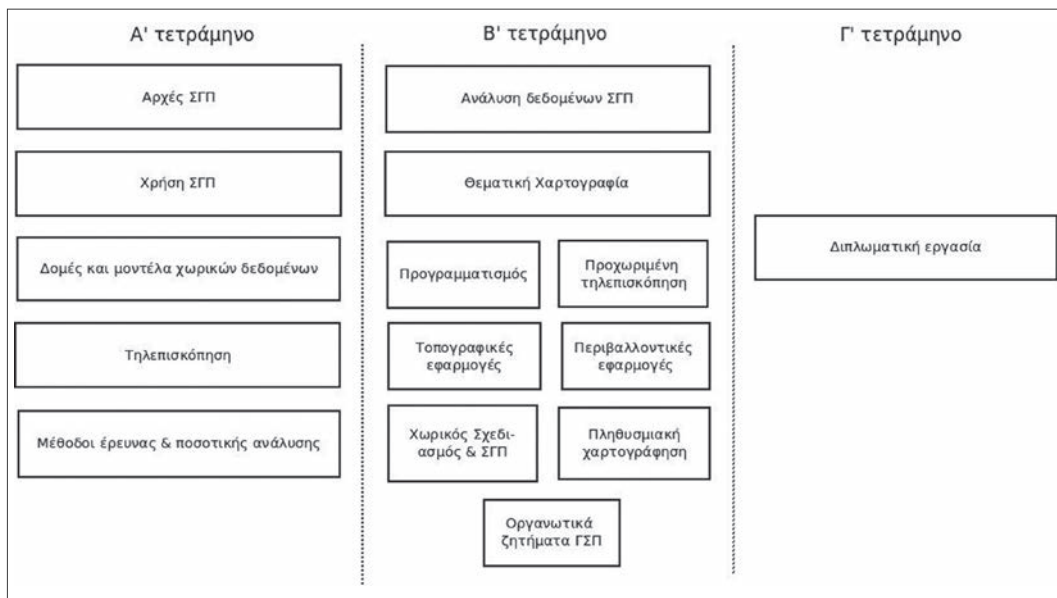 Α' τετράμηνο
Αρχές ΣΓΠ
Χρήση ΣΓΠ
Δομές και μοντέλα χωρικών δεδομένων
Τηλεπισκόπηση
Μέθοδοι έρευνας & ποσοτικής ανάλυσης
Β' τετράμηνο
Ανάλυση δεδομένων ΣΓΠ
Θεματική Χαρτογραφία
Προγραμματισμός
Προχωριμένη
τηλεπισκόπηση
Τοπογραφικές
εφαρμογές
Περιβαλλοντικές
εφαρμογές
Χωρικός Σχεδι-
ασμός & ΣΓΠ
Πληθυσμιακή
χαρτογράφηση
Οργανωτικά
ζητήματα ΓΣΠ
Γ' τετράμηνο
Διπλωματική εργασία